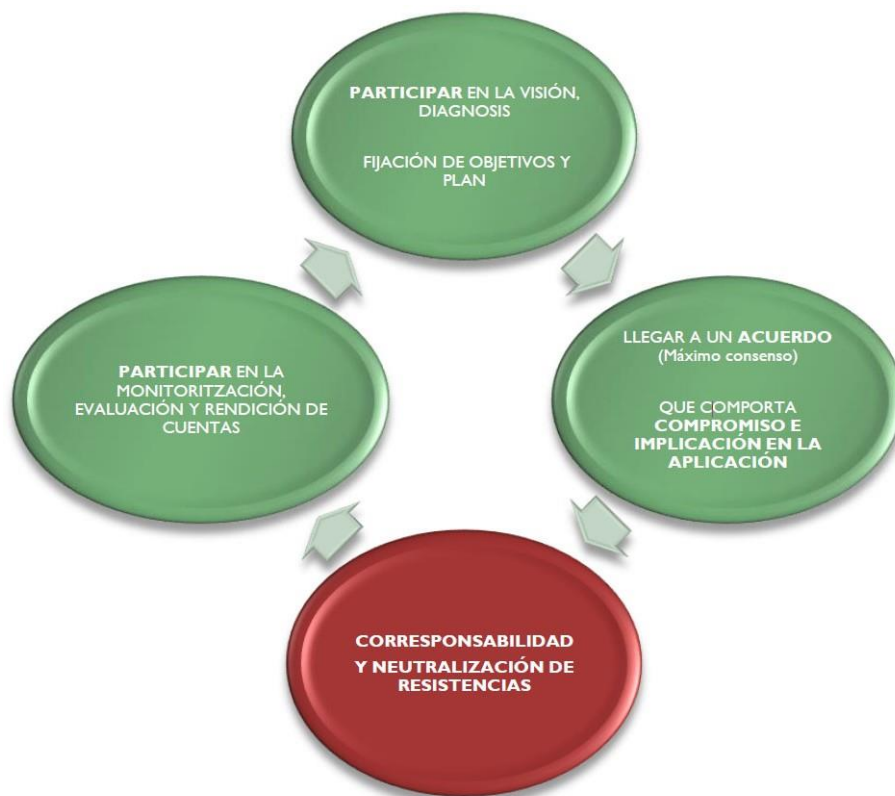 PARTICIPAR EN LA VISIÓN,
DIAGNOSIS
FIJACIÓN DE OBJETIVOS Y
PLAN
LLEGAR A UN ACUERDO
(Máximo consenso)
QUE COMPORTA
COMPROMISO E
IMPLICACIÓN EN LA
APLICACIÓN
CORRESPONSABILIDAD
Y NEUTRALIZACIÓN DE
RESISTENCIAS
PARTICIPAR EN LA
MONITORITZACIÓN,
EVALUACIÓN Y RENDICIÓN DE
CUENTAS